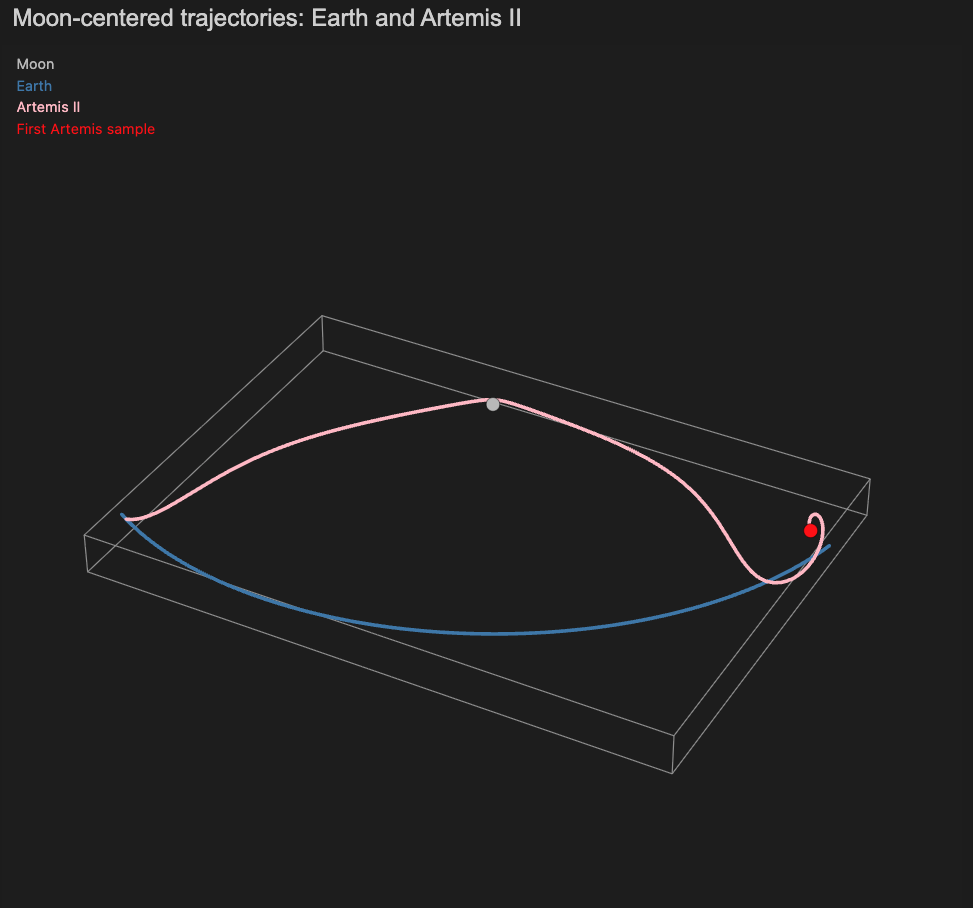 Moon-centered trajectories: Earth and Artemis II
Moon
Earth
Artemis II
First Artemis sample